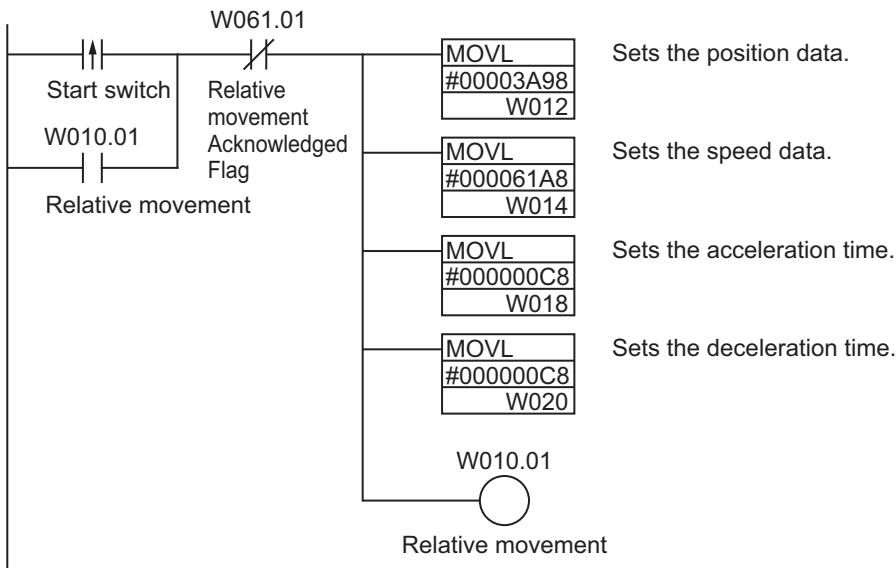 W061.01
MOVL
Sets the position data.
#00003A98
W012
Start switch
Relative
movement
Acknowledged
Flag
W010.01
Relative movement
MOVL
Sets the speed data.
#000061A8
W014
MOVL
Sets the acceleration time.
#000000C8
W018
MOVL
Sets the deceleration time.
#000000C8
W020
W010.01
Relative movement